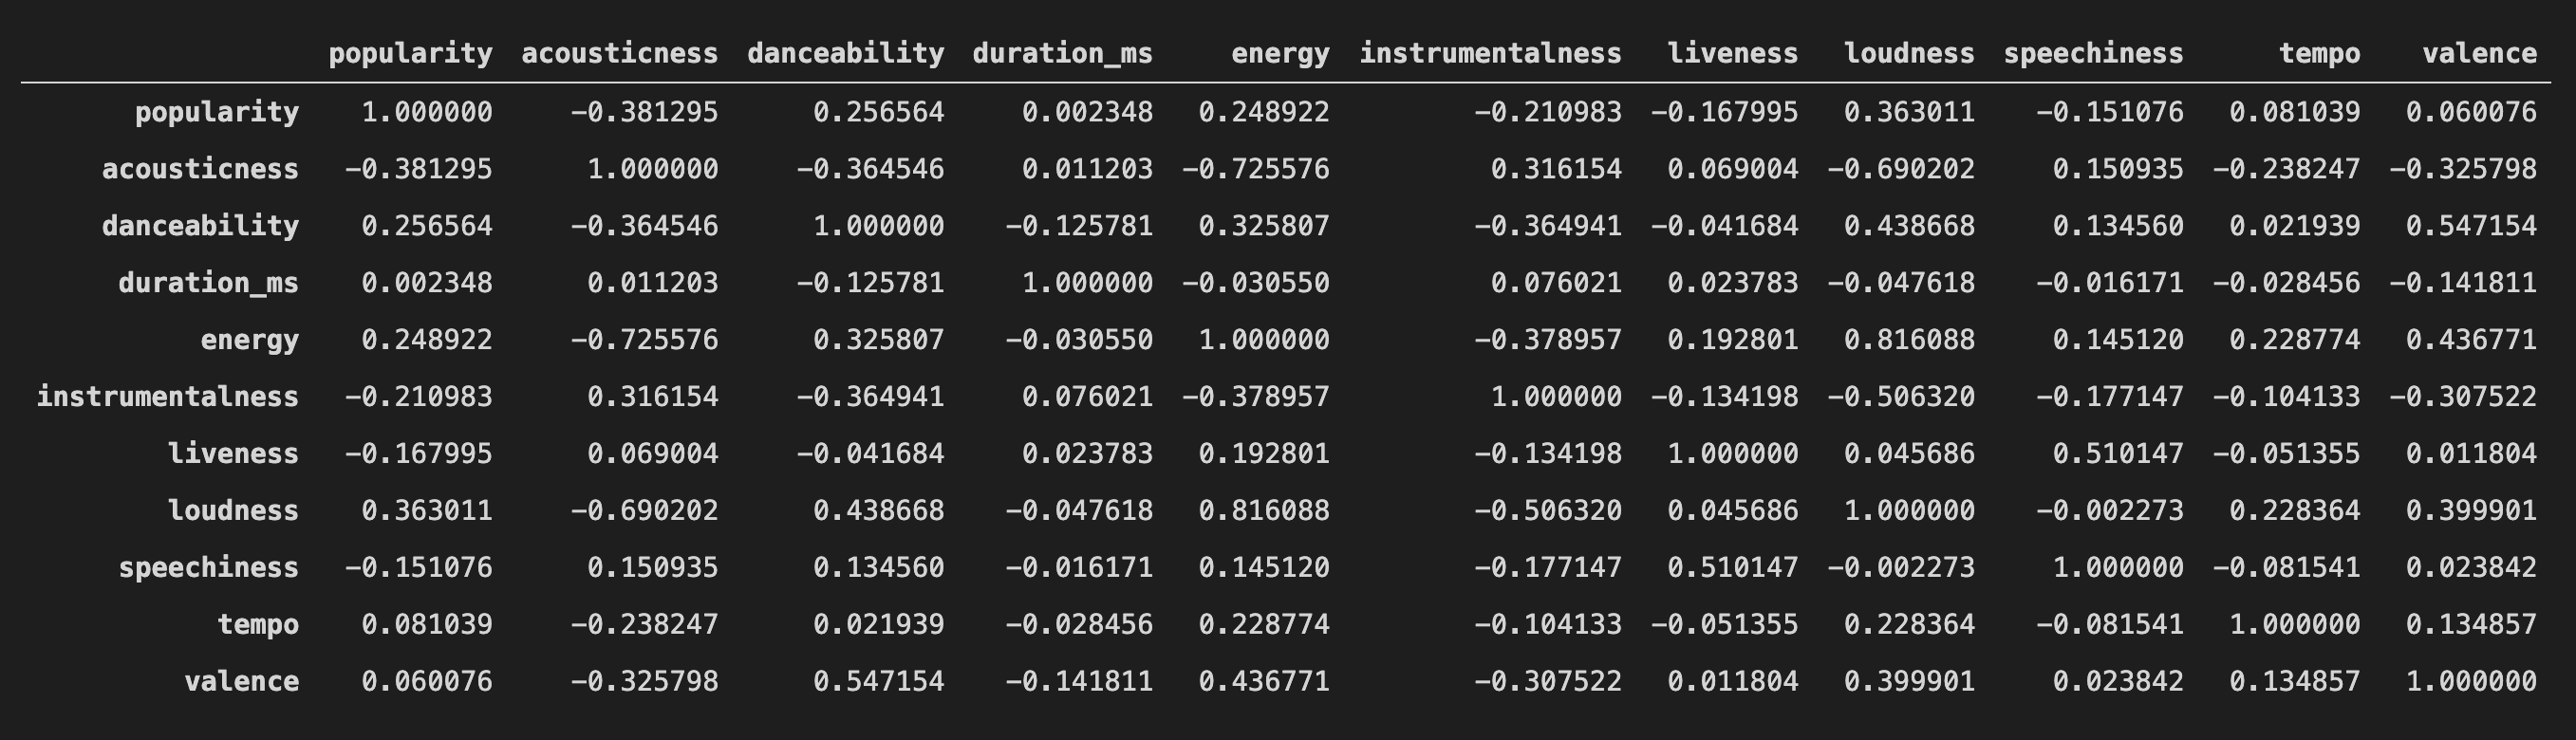 popularity acousticness danceability duration_ms energy instrumentalness liveness loudness speechiness tempo valence
popularity 1.000000 −0.381295 0.256564 0.002348 0.248922 −0.210983 −0.167995 0.363011 −0.151076 0.081039 0.060076
acousticness −0.381295 1.000000 −0.364546 0.011203 −0.725576 0.316154 0.069004 −0.690202 0.150935 −0.238247 −0.325798
danceability 0.256564 −0.364546 1.000000 −0.125781 0.325807 −0.364941 −0.041684 0.438668 0.134560 0.021939 0.547154
duration_ms 0.002348 0.011203 −0.125781 1.000000 −0.030550 0.076021 0.023783 −0.047618 −0.016171 −0.028456 −0.141811
energy 0.248922 −0.725576 0.325807 −0.030550 1.000000 −0.378957 0.192801 0.816088 0.145120 0.228774 0.436771
instrumentalness −0.210983 0.316154 −0.364941 0.076021 −0.378957 1.000000 −0.134198 −0.506320 −0.177147 −0.104133 −0.307522
liveness −0.167995 0.069004 −0.041684 0.023783 0.192801 −0.134198 1.000000 0.045686 0.510147 −0.051355 0.011804
loudness 0.363011 −0.690202 0.438668 −0.047618 0.816088 −0.506320 0.045686 1.000000 −0.002273 0.228364 0.399901
speechiness −0.151076 0.150935 0.134560 −0.016171 0.145120 −0.177147 0.510147 −0.002273 1.000000 −0.081541 0.023842
tempo 0.081039 −0.238247 0.021939 −0.028456 0.228774 −0.104133 −0.051355 0.228364 −0.081541 1.000000 0.134857
valence 0.060076 −0.325798 0.547154 −0.141811 0.436771 −0.307522 0.011804 0.399901 0.023842 0.134857 1.000000